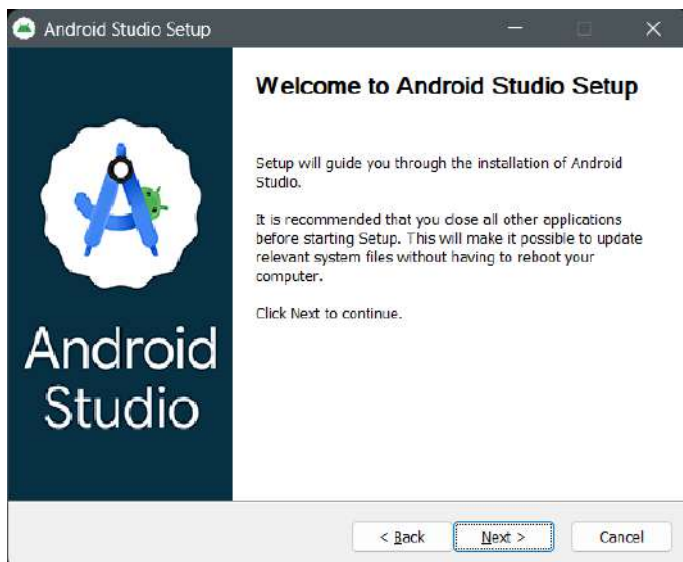 Android Studio Setup
Welcome to Android Studio Setup
Setup will guide you through the installation of Android
Studio.
It is recommended that you close all other applications
before starting Setup. This will make it possible to update
relevant system files without having to reboot your
computer.
Click Next to continue.
Android
Studio
< Back
Next >
Cancel